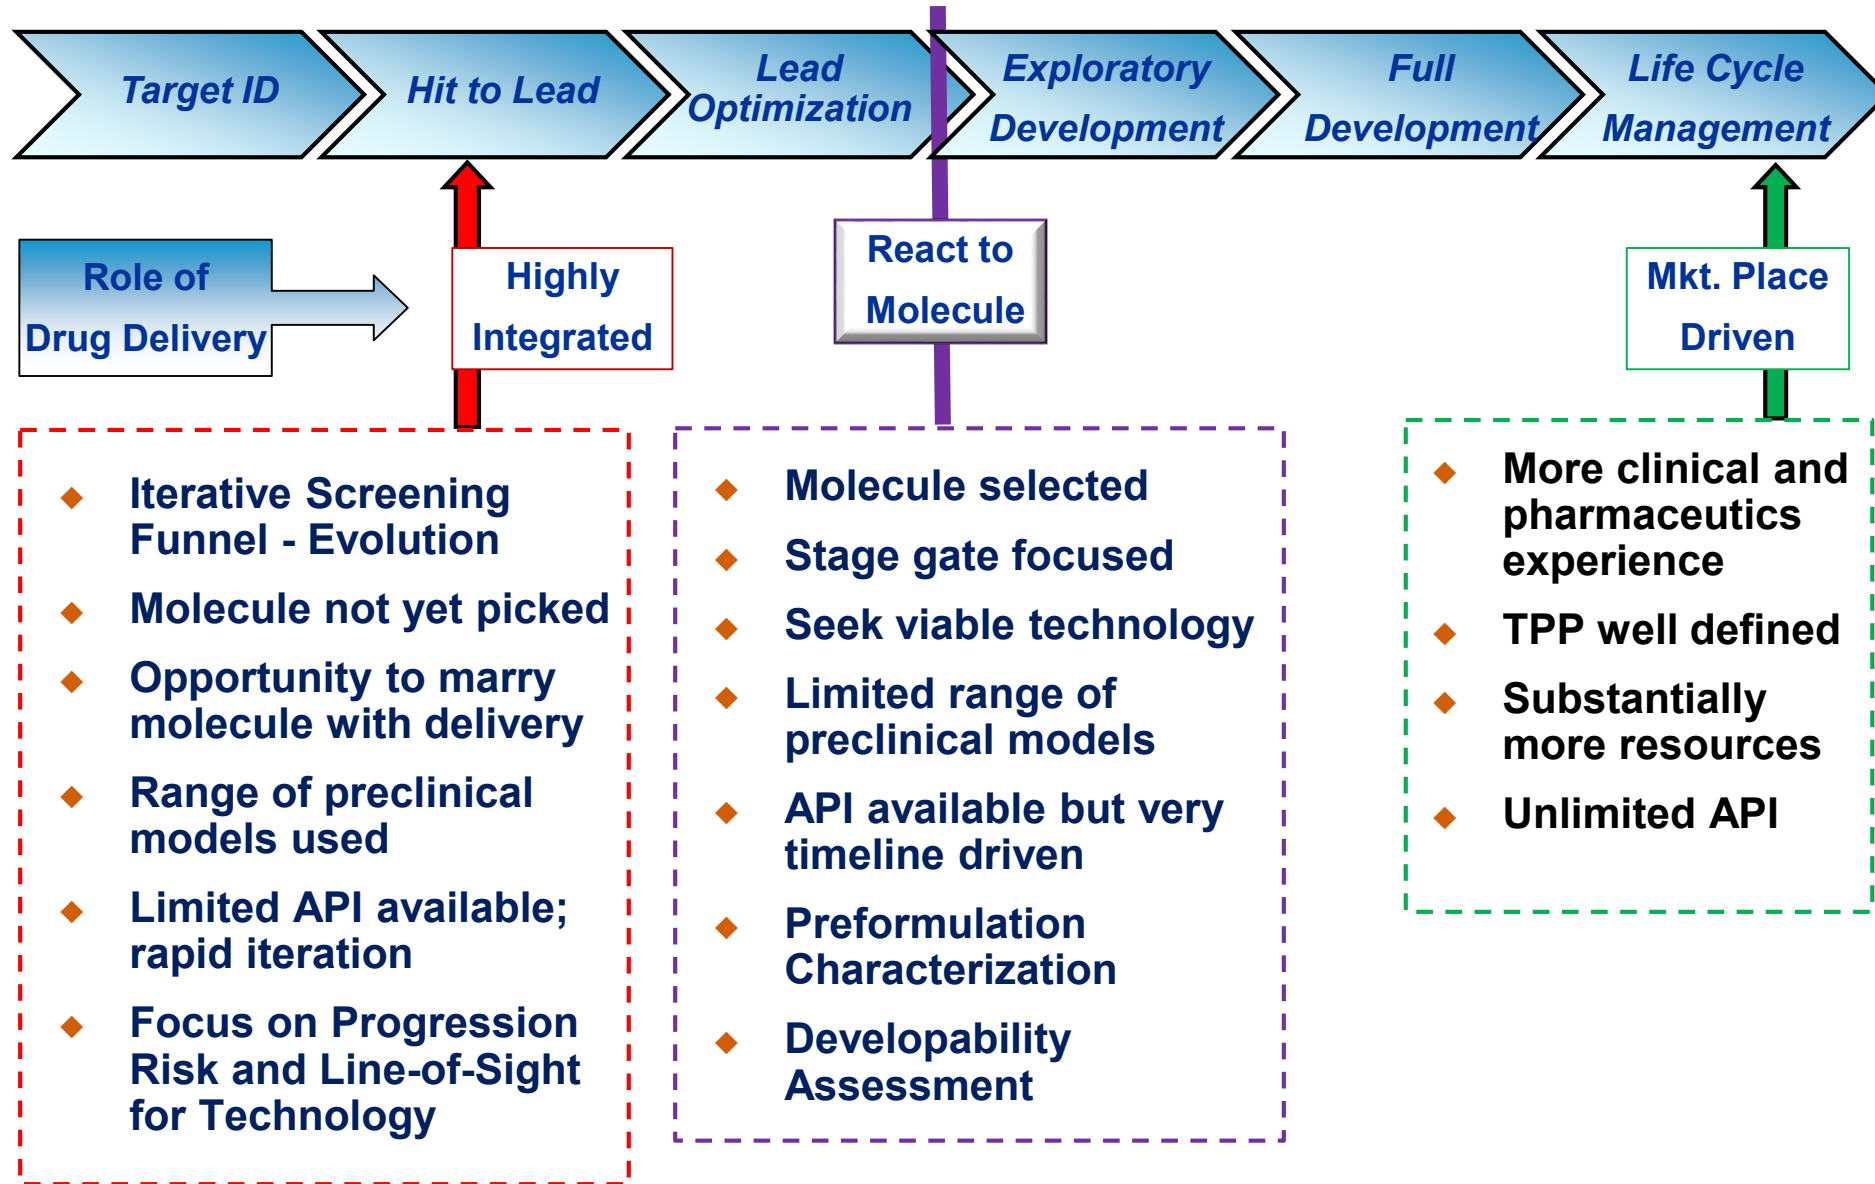 Target ID
Hit to Lead
Lead
Optimization
Exploratory
Development
Full
Development
Life Cycle
Management
Role of
Drug Delivery
Highly
Integrated
React to
Molecule
Mkt. Place
Driven
Iterative Screening
Funnel - Evolution
Molecule not yet picked
Opportunity to marry
molecule with delivery
Range of preclinical
models used
Limited API available;
rapid iteration
Focus on Progression
Risk and Line-of-Sight
for Technology
Molecule selected
Stage gate focused
Seek viable technology
Limited range of
preclinical models
API available but very
timeline driven
Preformulation
Characterization
Developability
Assessment
More clinical and
pharmaceutics
experience
TPP well defined
Substantially
more resources
Unlimited API